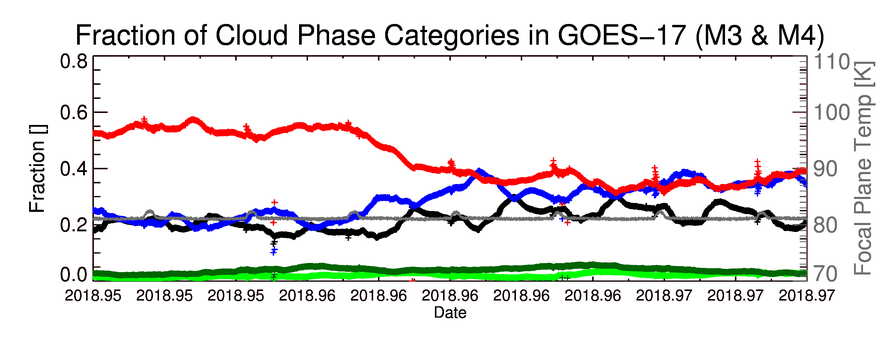 Fraction of Cloud Phase Categories in GOES−17 (M3 & M4)
Fraction []
0.8
0.6
0.4
0.2
0.0
110
100
90
80
70
Focal Plane Temp [K]
2018.95 2018.95 2018.96 2018.96 2018.96 2018.96 2018.96 2018.96 2018.97 2018.97 2018.97
Date